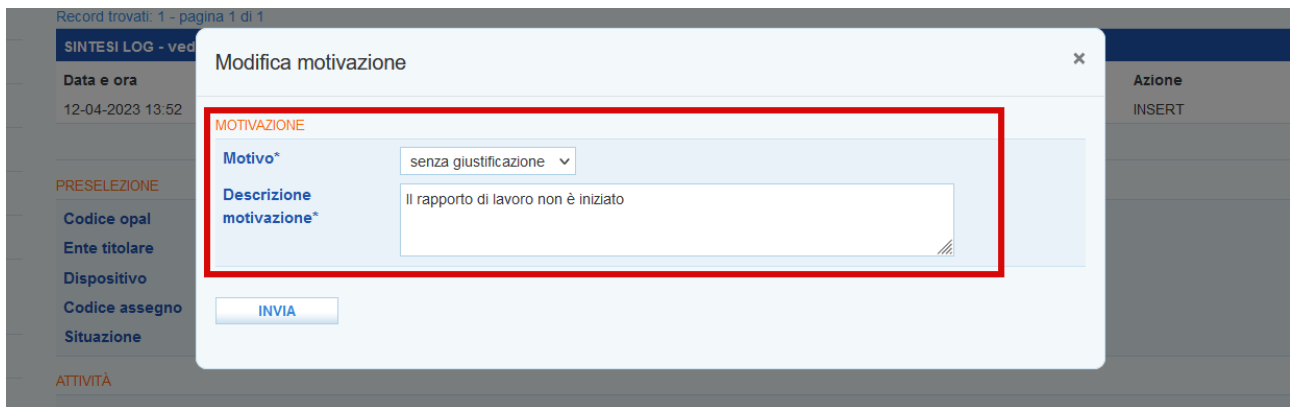 Record trovati: 1 - pagina 1 di 1
SINTESI LOG - ved
Modifica motivazione ×
Data e ora Azione
12-04-2023 13:52 INSERT
MOTIVAZIONE
Motivo* senza giustificazione
Descrizione motivazione* Il rapporto di lavoro non è iniziato
PRESELEZIONE
Codice opal
Ente titolare
Dispositivo
Codice assegno
INVIA
Situazione
ATTIVITÀ